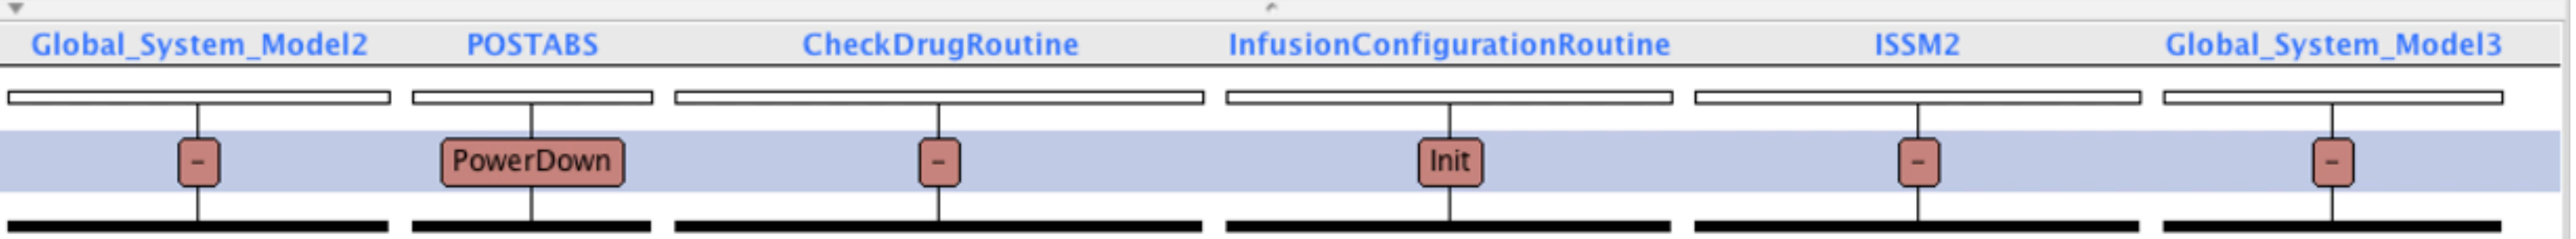 Global_System_Model2 POSTABS CheckDrugRoutine InfusionConfigurationRoutine ISSM2 Global_System_Model3
- PowerDown - Init - -